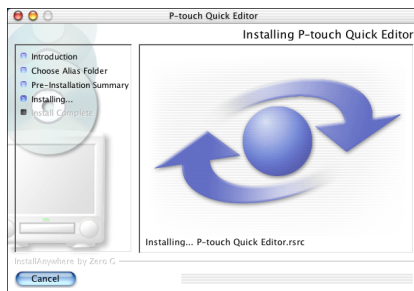 P-touch Quick Editor
Installing P-touch Quick Editor
Introduction
Choose Alias Folder
Pre-Installation Summary
Installing...
Install Complete
Installing... P-touch Quick Editor.rsrc
InstallAnywhere by Zero G
Cancel